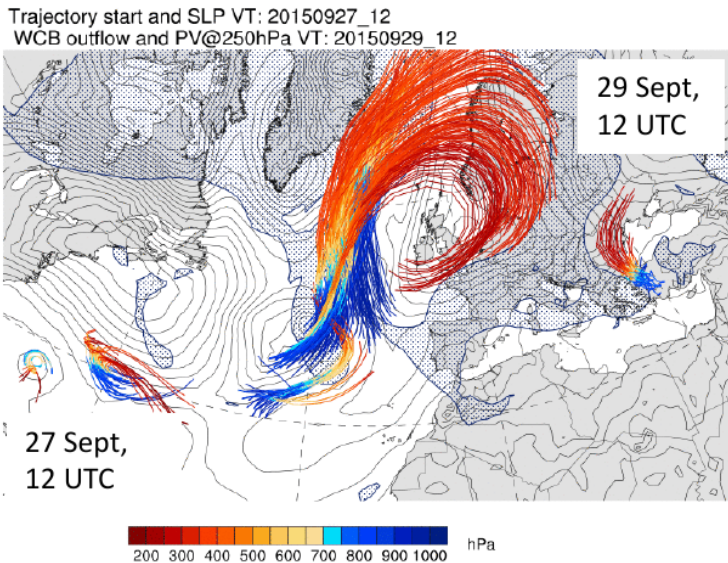 Trajectory start and SLP VT: 20150927_12
WCB outflow and PV@250hPa VT: 20150929_12
29 Sept,
12 UTC
27 Sept,
12 UTC
200 300 400 500 600 700 800 900 1000 hPa